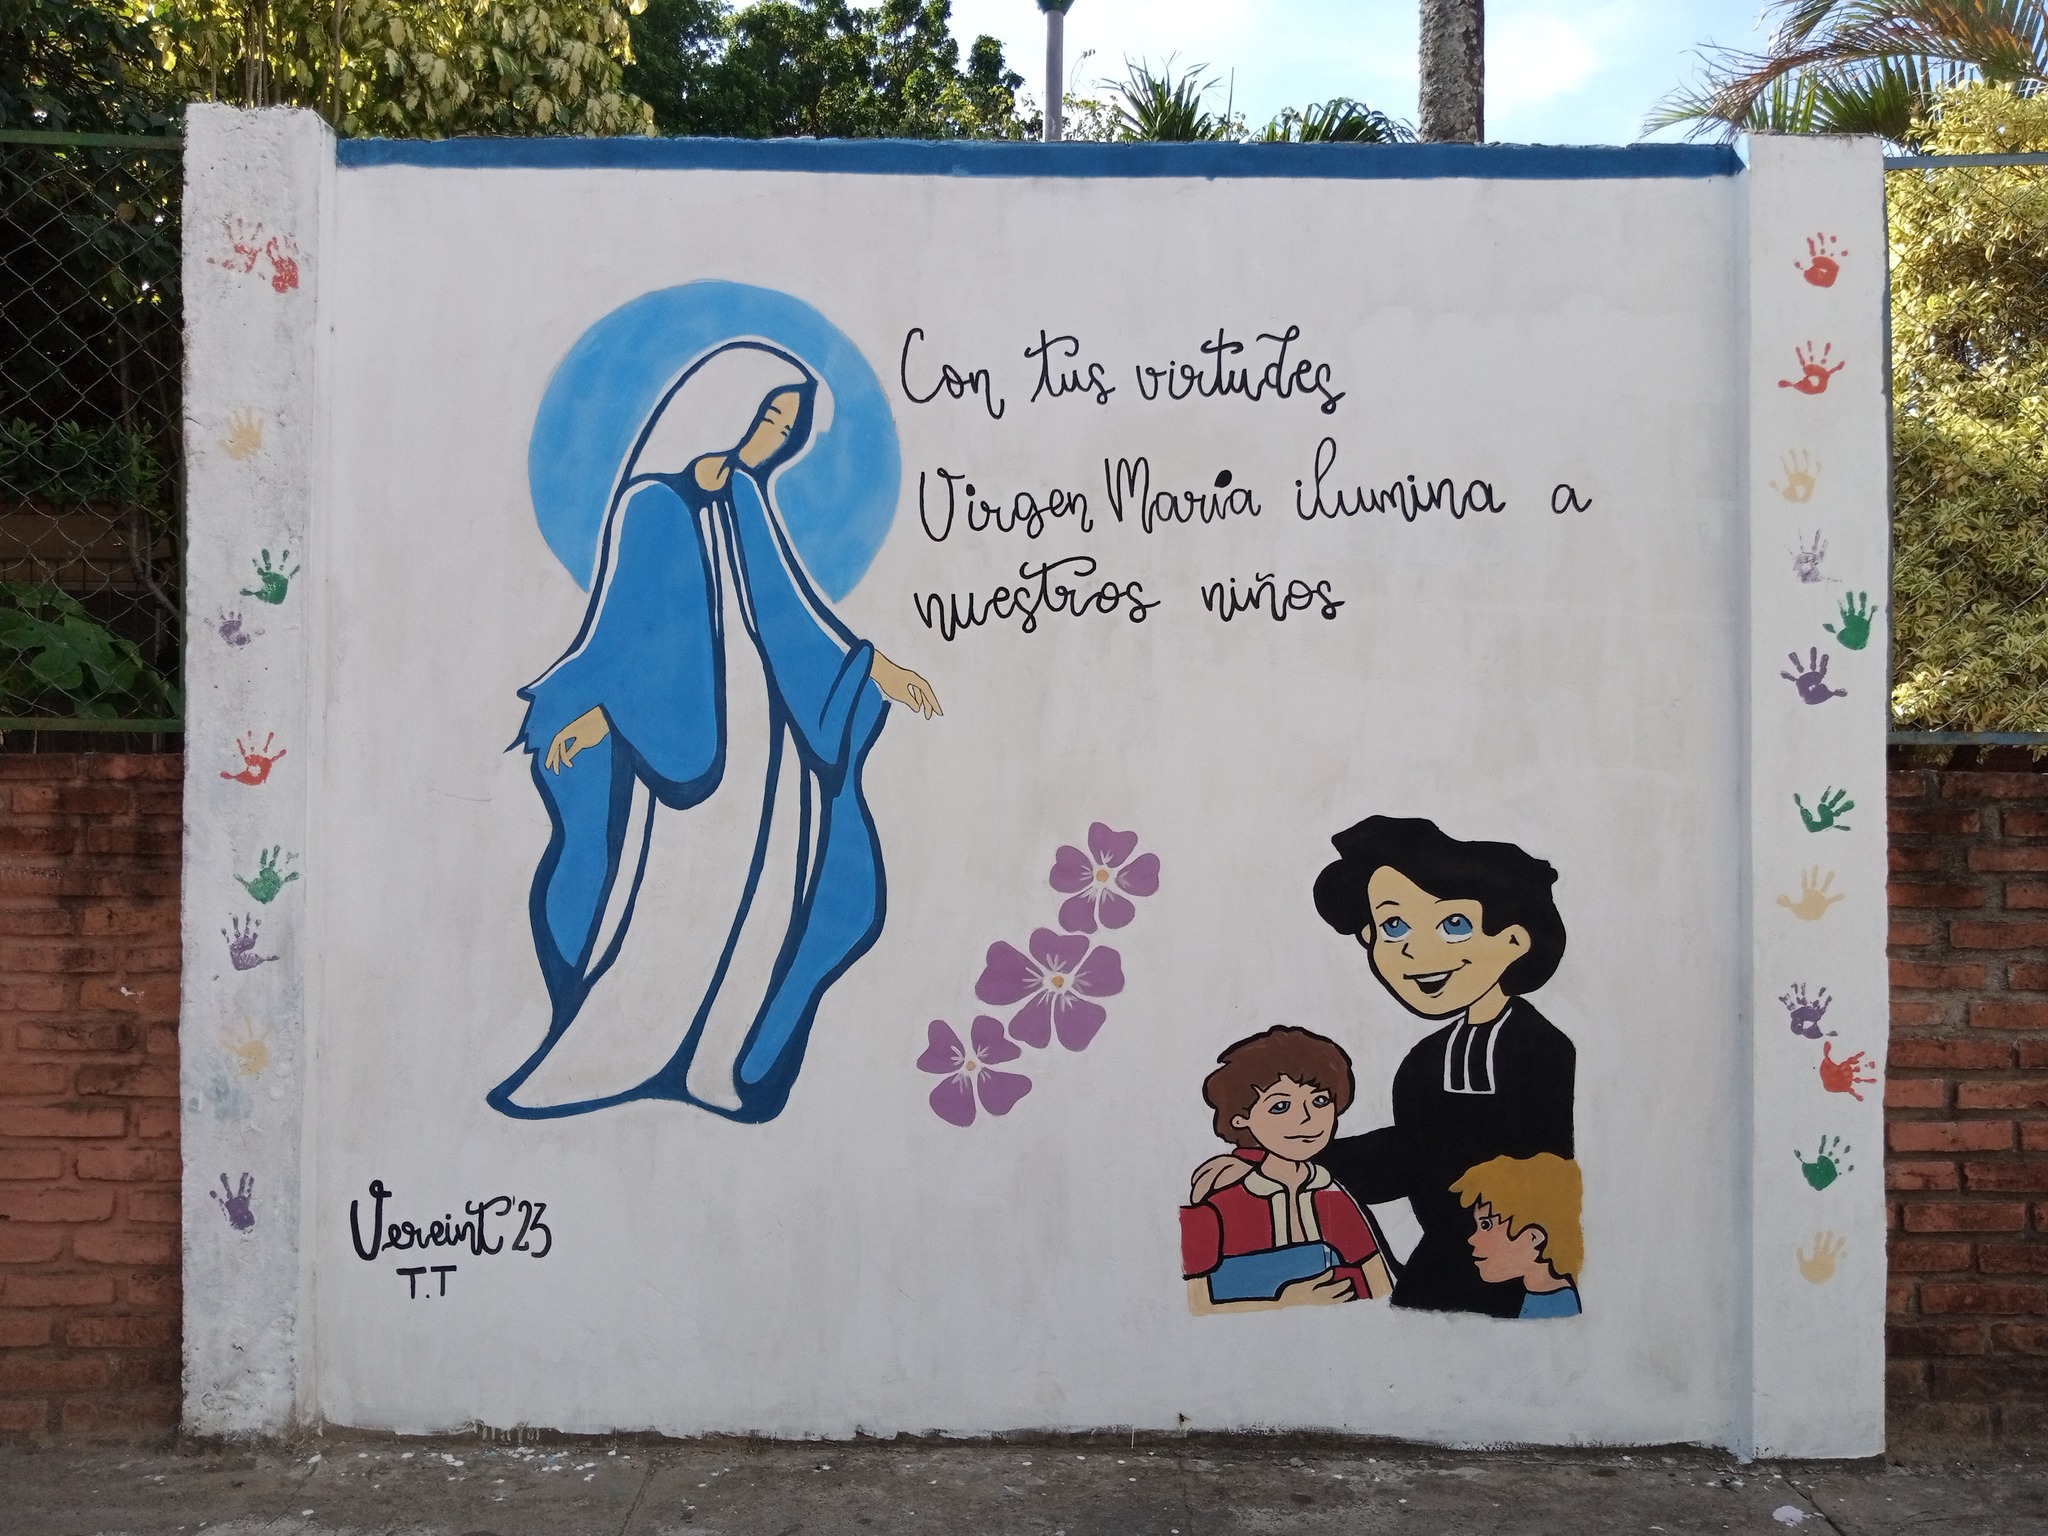 Con tus virtudes
Virgen María ilumina a
nuestros niños
Vereint '23
T.T